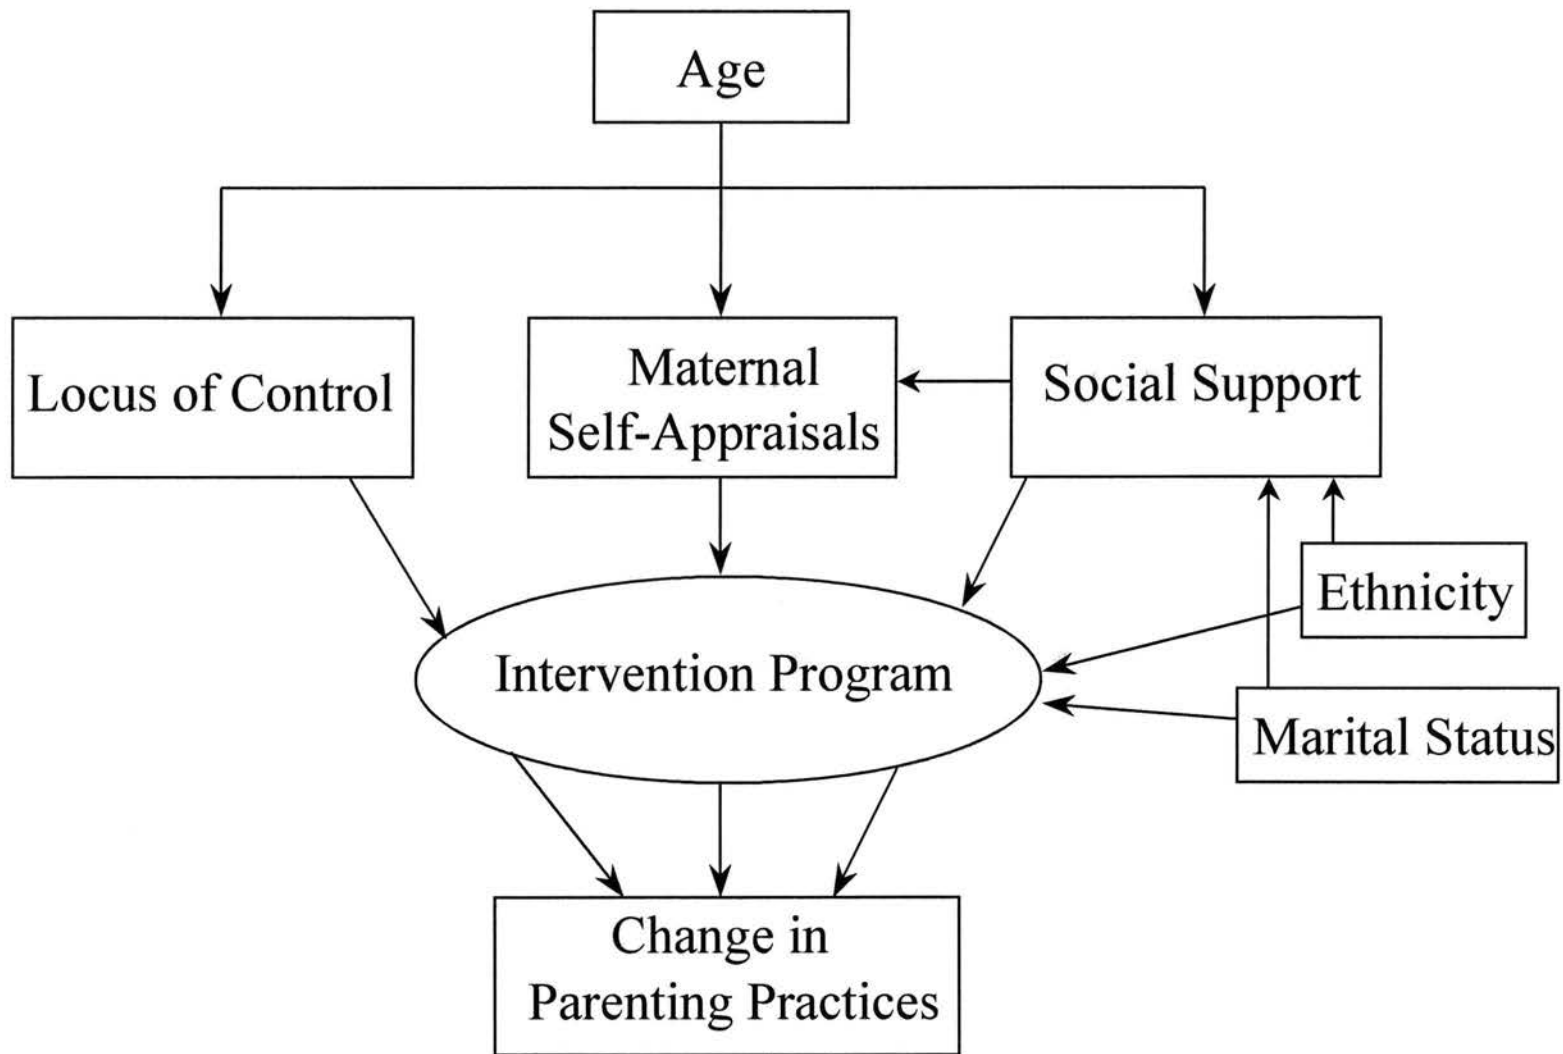 Age
Locus of Control
Maternal
Self-Appraisals
Social Support
Ethnicity
Intervention Program
Marital Status
Change in
Parenting Practices